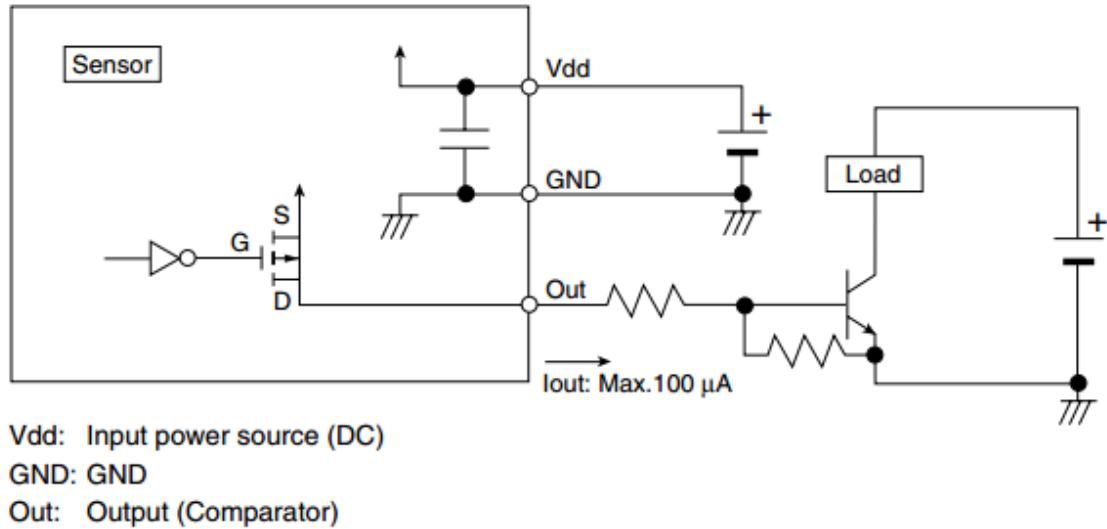 Sensor
Vdd
+
GND
Load
+
S
G
D
Out
Iout: Max.100 μA
Vdd: Input power source (DC)
GND: GND
Out: Output (Comparator)